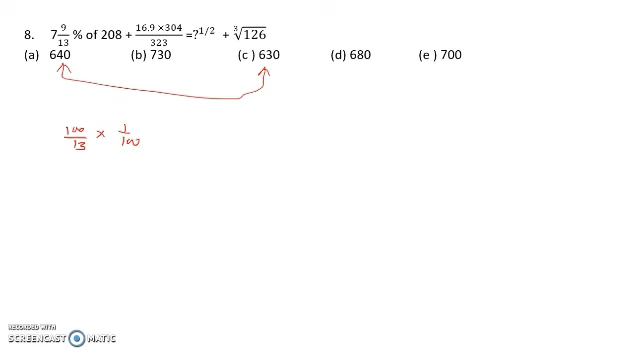 8. 7 9/13 % of 208 + 16.9 ×304/323 =?^1/2 + ∛126
(a) 640 (b) 730 (c ) 630 (d) 680 (e ) 700
100/13 × 1/100
RECORDED WITH
SCREENCAST MATIC